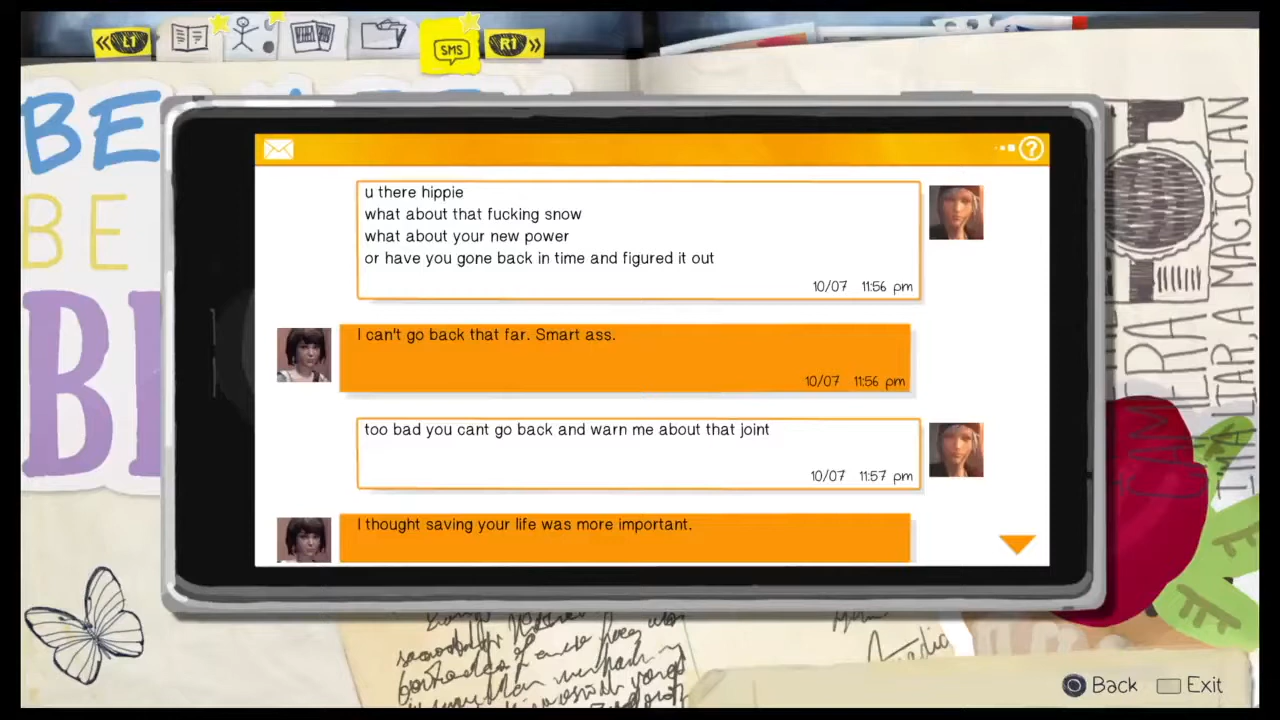 L1
SMS
R1
BE
BE
u there hippie
what about that fucking snow
what about your new power
or have you gone back in time and figured it out
10/07 11:56 pm
I can't go back that far. Smart ass.
10/07 11:56 pm
too bad you cant go back and warn me about that joint
10/07 11:57 pm
I thought saving your life was more important.
LIAR, A MAGICIAN
Back
Exit